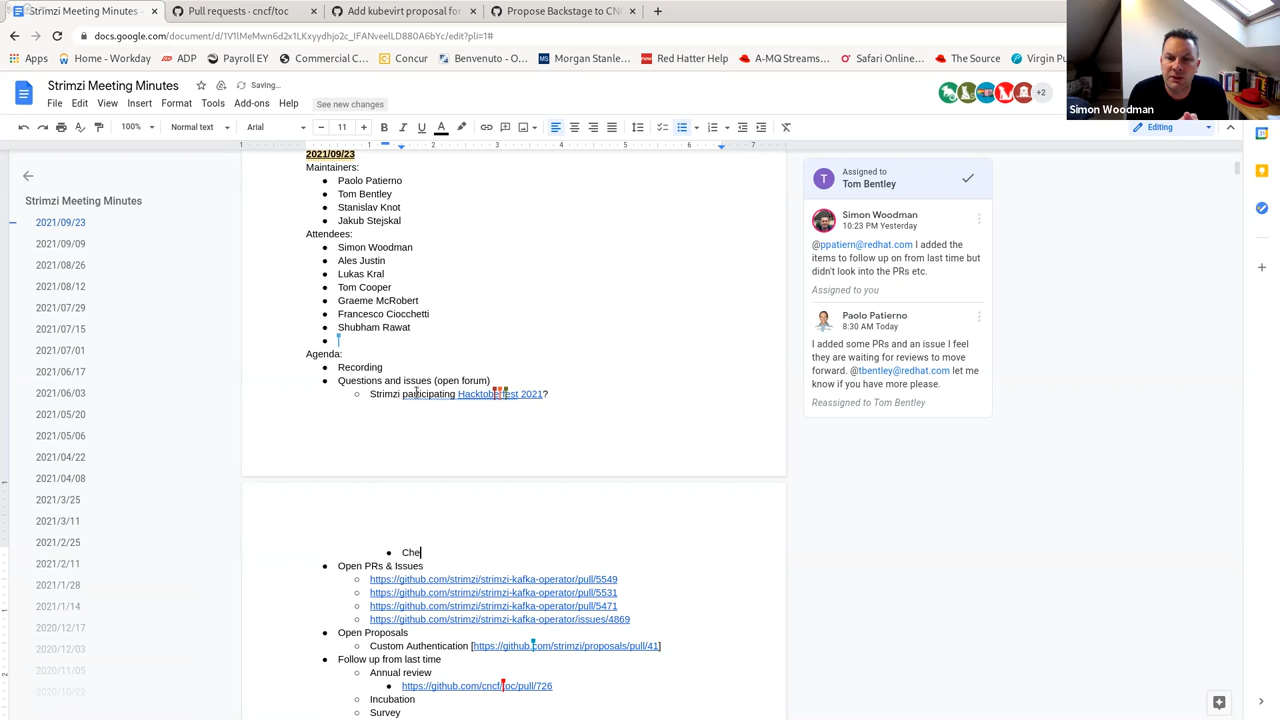 Strimzi Meeting Minutes
Pull requests · cncf/toc
Add kubevirt proposal for
Propose Backstage to CNC
docs.google.com/document/d/1V1lMeMwn6d2x1LKxyydhjo2c_IFANveelLD880A6bYc/edit?pli=1#
Home - Workday
ADP
Payroll EY
Commercial C…
Concur
Benvenuto - O…
Morgan Stanle…
Red Hatter Help
A-MQ Streams…
Safari Online…
The Source
Virgin Pu
Simon Woodman
Strimzi Meeting Minutes
Saving…
File Edit View Insert Format Tools Add-ons Help
See new changes
+2
100%
Normal text
Arial
11
Editing
Strimzi Meeting Minutes
2021/09/23
2021/09/09
2021/08/26
2021/08/12
2021/07/29
2021/07/15
2021/07/01
2021/06/17
2021/06/03
2021/05/20
2021/05/06
2021/04/22
2021/04/08
2021/3/25
2021/3/11
2021/2/25
2021/2/11
2021/1/28
2021/1/14
2020/12/17
2020/12/03
2020/11/05
2020/10/22
1 1 2 3 4 5 6 7
2021/09/23
Maintainers:
Paolo Patierno
Tom Bentley
Stanislav Knot
Jakub Stejskal
Attendees:
Simon Woodman
Ales Justin
Lukas Kral
Tom Cooper
Graeme McRobert
Francesco Ciocchetti
Shubham Rawat
Agenda:
Recording
Questions and issues (open forum)
Strimzi participating Hacktoberfest 2021?
Che
Open PRs & Issues
https://github.com/strimzi/strimzi-kafka-operator/pull/5549
https://github.com/strimzi/strimzi-kafka-operator/pull/5531
https://github.com/strimzi/strimzi-kafka-operator/pull/5471
https://github.com/strimzi/strimzi-kafka-operator/issues/4869
Open Proposals
Custom Authentication [https://github.com/strimzi/proposals/pull/41]
Follow up from last time
Annual review
https://github.com/cncf/toc/pull/726
Incubation
Survey
T
Assigned to
Tom Bentley
Simon Woodman
10:23 PM Yesterday
@ppatiern@redhat.com I added the
items to follow up on from last time but
didn't look into the PRs etc.
Assigned to you
Paolo Patierno
8:30 AM Today
I added some PRs and an issue I feel
they are waiting for reviews to move
forward. @tbentley@redhat.com let me
know if you have more please.
Reassigned to Tom Bentley